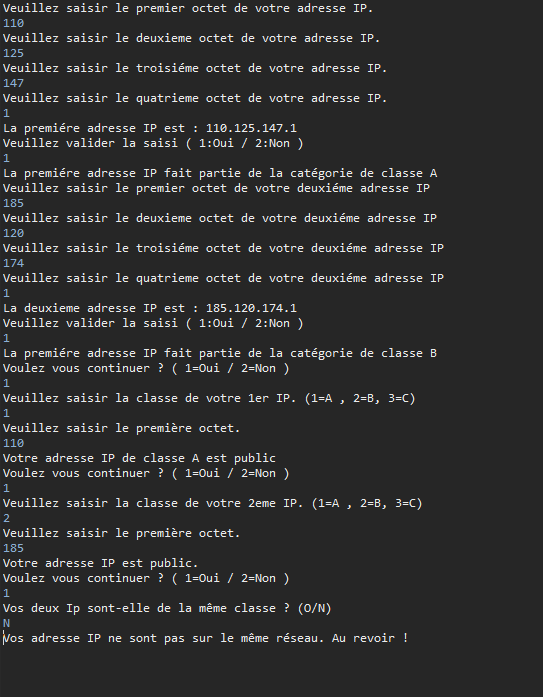 Veuillez saisir le premier octet de votre adresse IP.
110
Veuillez saisir le deuxieme octet de votre adresse IP.
125
Veuillez saisir le troisiéme octet de votre adresse IP.
147
Veuillez saisir le quatrieme octet de votre adresse IP.
1
La premiére adresse IP est : 110.125.147.1
Veuillez valider la saisi ( 1:Oui / 2:Non )
1
La premiére adresse IP fait partie de la catégorie de classe A
Veuillez saisir le premier octet de votre deuxiéme adresse IP
185
Veuillez saisir le deuxieme octet de votre deuxiéme adresse IP
120
Veuillez saisir le troisiéme octet de votre deuxiéme adresse IP
174
Veuillez saisir le quatrieme octet de votre deuxiéme adresse IP
1
La deuxieme adresse IP est : 185.120.174.1
Veuillez valider la saisi ( 1:Oui / 2:Non )
1
La premiére adresse IP fait partie de la catégorie de classe B
Voulez vous continuer ? ( 1=Oui / 2=Non )
1
Veuillez saisir la classe de votre 1er IP. (1=A , 2=B, 3=C)
1
Veuillez saisir le première octet.
110
Votre adresse IP de classe A est public
Voulez vous continuer ? ( 1=Oui / 2=Non )
1
Veuillez saisir la classe de votre 2eme IP. (1=A , 2=B, 3=C)
2
Veuillez saisir le première octet.
185
Votre adresse IP est public.
Voulez vous continuer ? ( 1=Oui / 2=Non )
1
Vos deux Ip sont-elle de la même classe ? (O/N)
N
Vos adresse IP ne sont pas sur le même réseau. Au revoir !